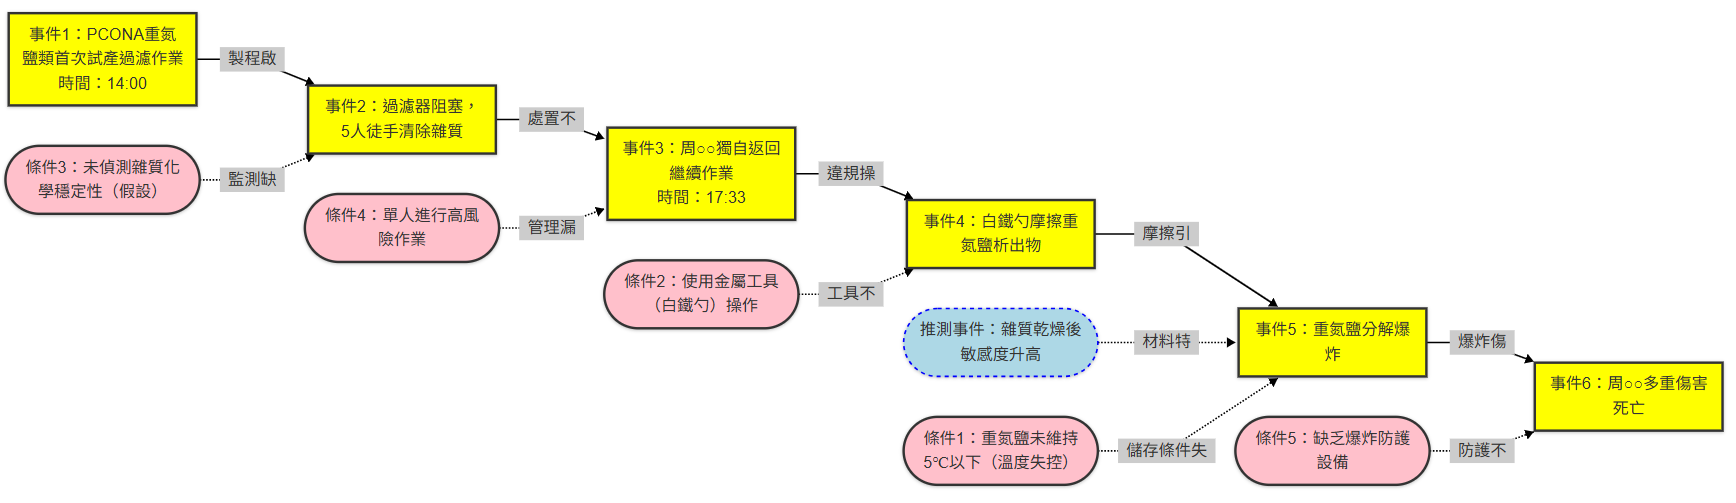 事件1：PCONA重氮
鹽類首次試產過濾作業
時間：14:00
製程啟
事件2：過濾器阻塞，
5人徒手清除雜質
條件3：未偵測雜質化
學穩定性（假設）
監測缺
處置不
事件3：周○○獨自返回
繼續作業
時間：17:33
條件4：單人進行高風
險作業
管理漏
違規操
事件4：白鐵勺摩擦重
氮鹽析出物
條件2：使用金屬工具
（白鐵勺）操作
工具不
摩擦引
事件5：重氮鹽分解爆
炸
推測事件：雜質乾燥後
敏感度升高
材料特
條件1：重氮鹽未維持
5℃以下（溫度失控）
儲存條件失
爆炸傷
事件6：周○○多重傷害
死亡
條件5：缺乏爆炸防護
設備
防護不